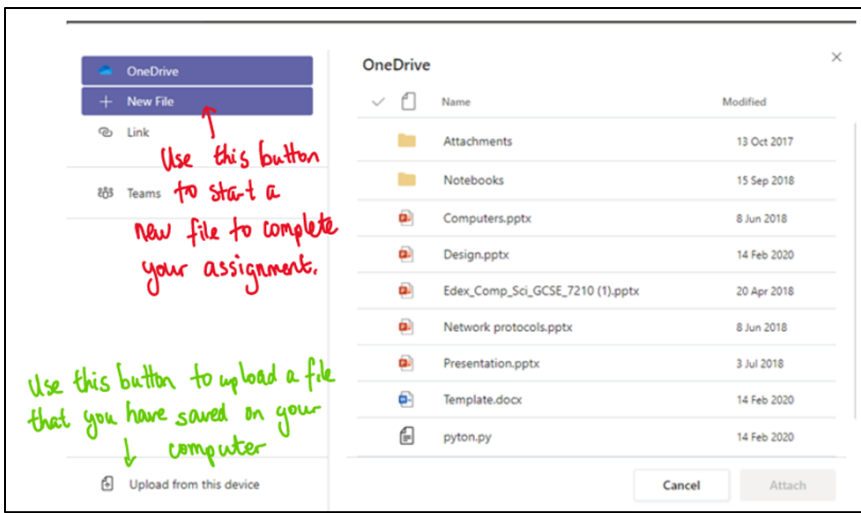 OneDrive
New File
Link
Teams
Use this button
to start a
new file to complete
your assignment.
Use this button to upload a file
that you have saved on your
computer
Upload from this device
OneDrive
Name Modified
Attachments 13 Oct 2017
Notebooks 15 Sep 2018
Computers.pptx 8 Jun 2018
Design.pptx 14 Feb 2020
Edex_Comp_Sci_GCSE_7210 (1).pptx 20 Apr 2018
Network protocols.pptx 8 Jun 2018
Presentation.pptx 3 Jul 2018
Template.docx 14 Feb 2020
pyton.py 14 Feb 2020
Cancel Attach